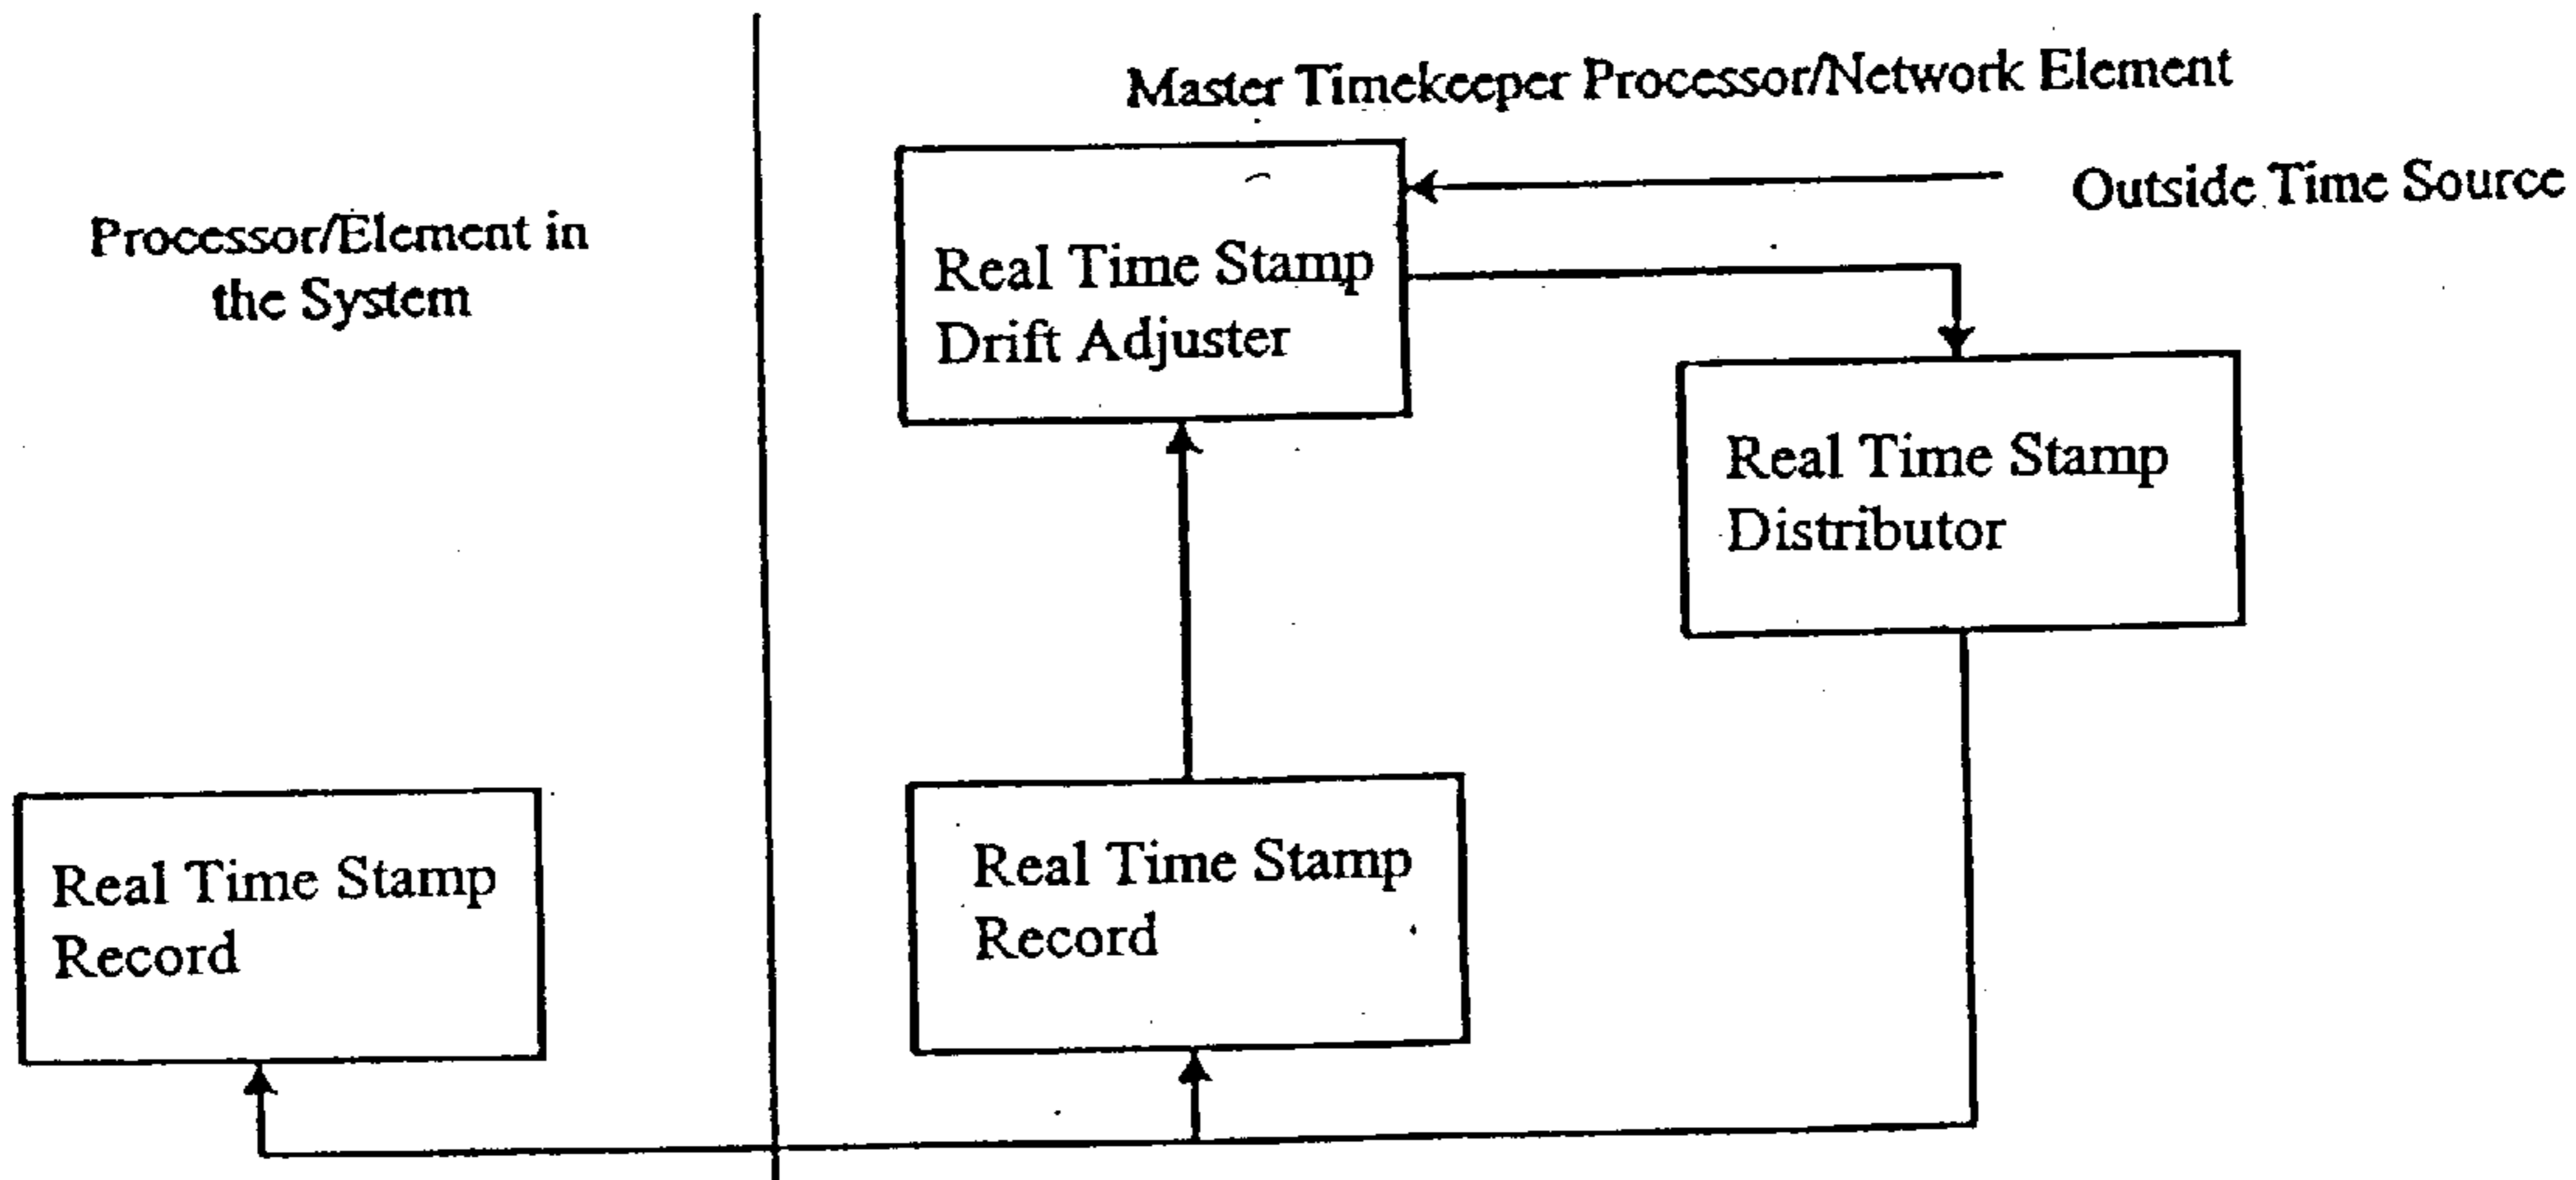 Master Timekeeper Processor/Network Element
Outside Time Source
Processor/Element in
the System
Real Time Stamp
Drift Adjuster
Real Time Stamp
Distributor
Real Time Stamp
Record
Real Time Stamp
Record